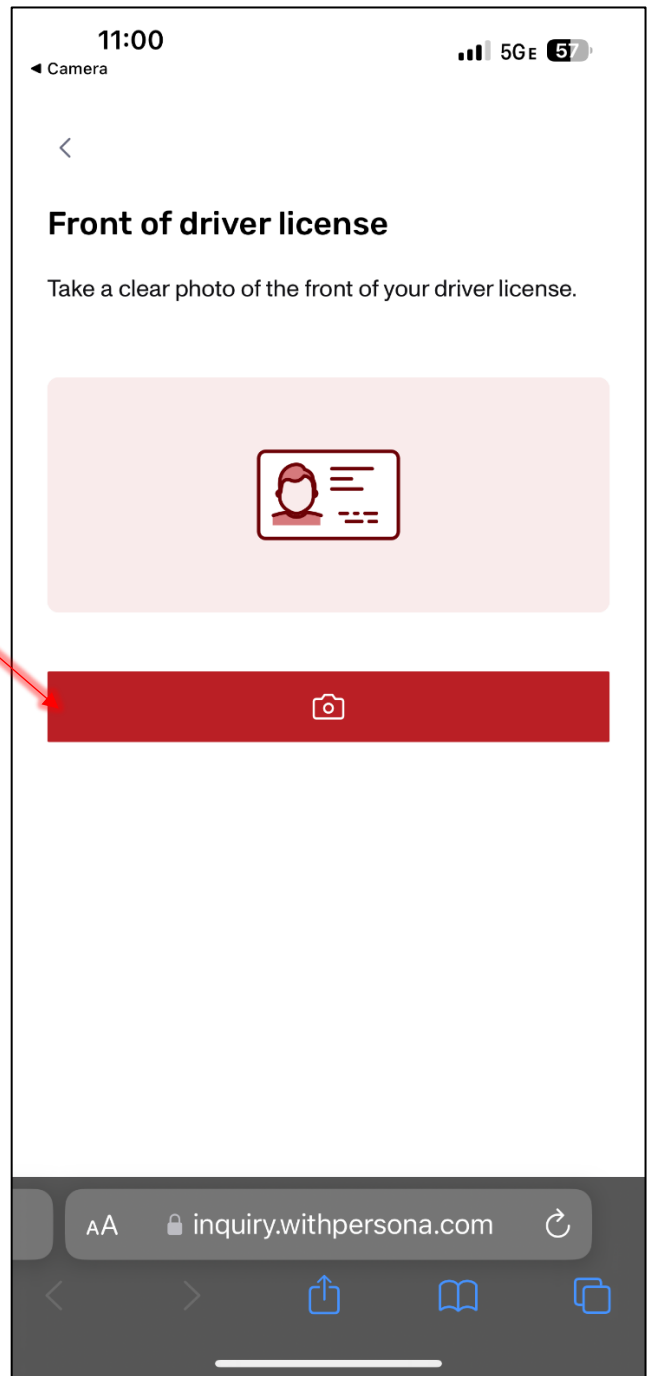 11:00
5GE 57
◀ Camera
Front of driver license
Take a clear photo of the front of your driver license.
AA inquiry.withpersona.com